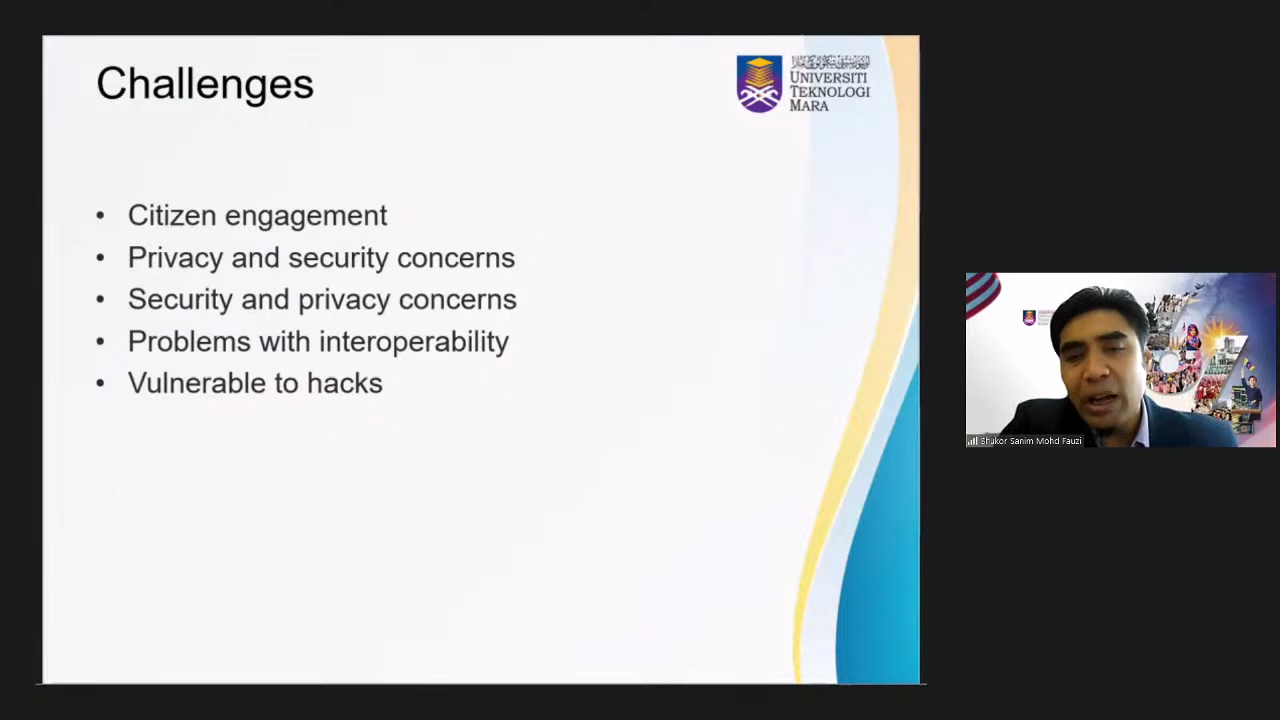 Challenges
UNIVERSITI
TEKNOLOGI
MARA
• Citizen engagement
• Privacy and security concerns
• Security and privacy concerns
• Problems with interoperability
• Vulnerable to hacks
Shukor Sanim Mohd Fauzi